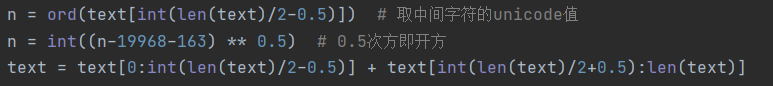 n = ord(text[int(len(text)/2-0.5)])  # 取中间字符的unicode值
n = int((n-19968-163) ** 0.5)  # 0.5次方即开方
text = text[0:int(len(text)/2-0.5)] + text[int(len(text)/2+0.5):len(text)]